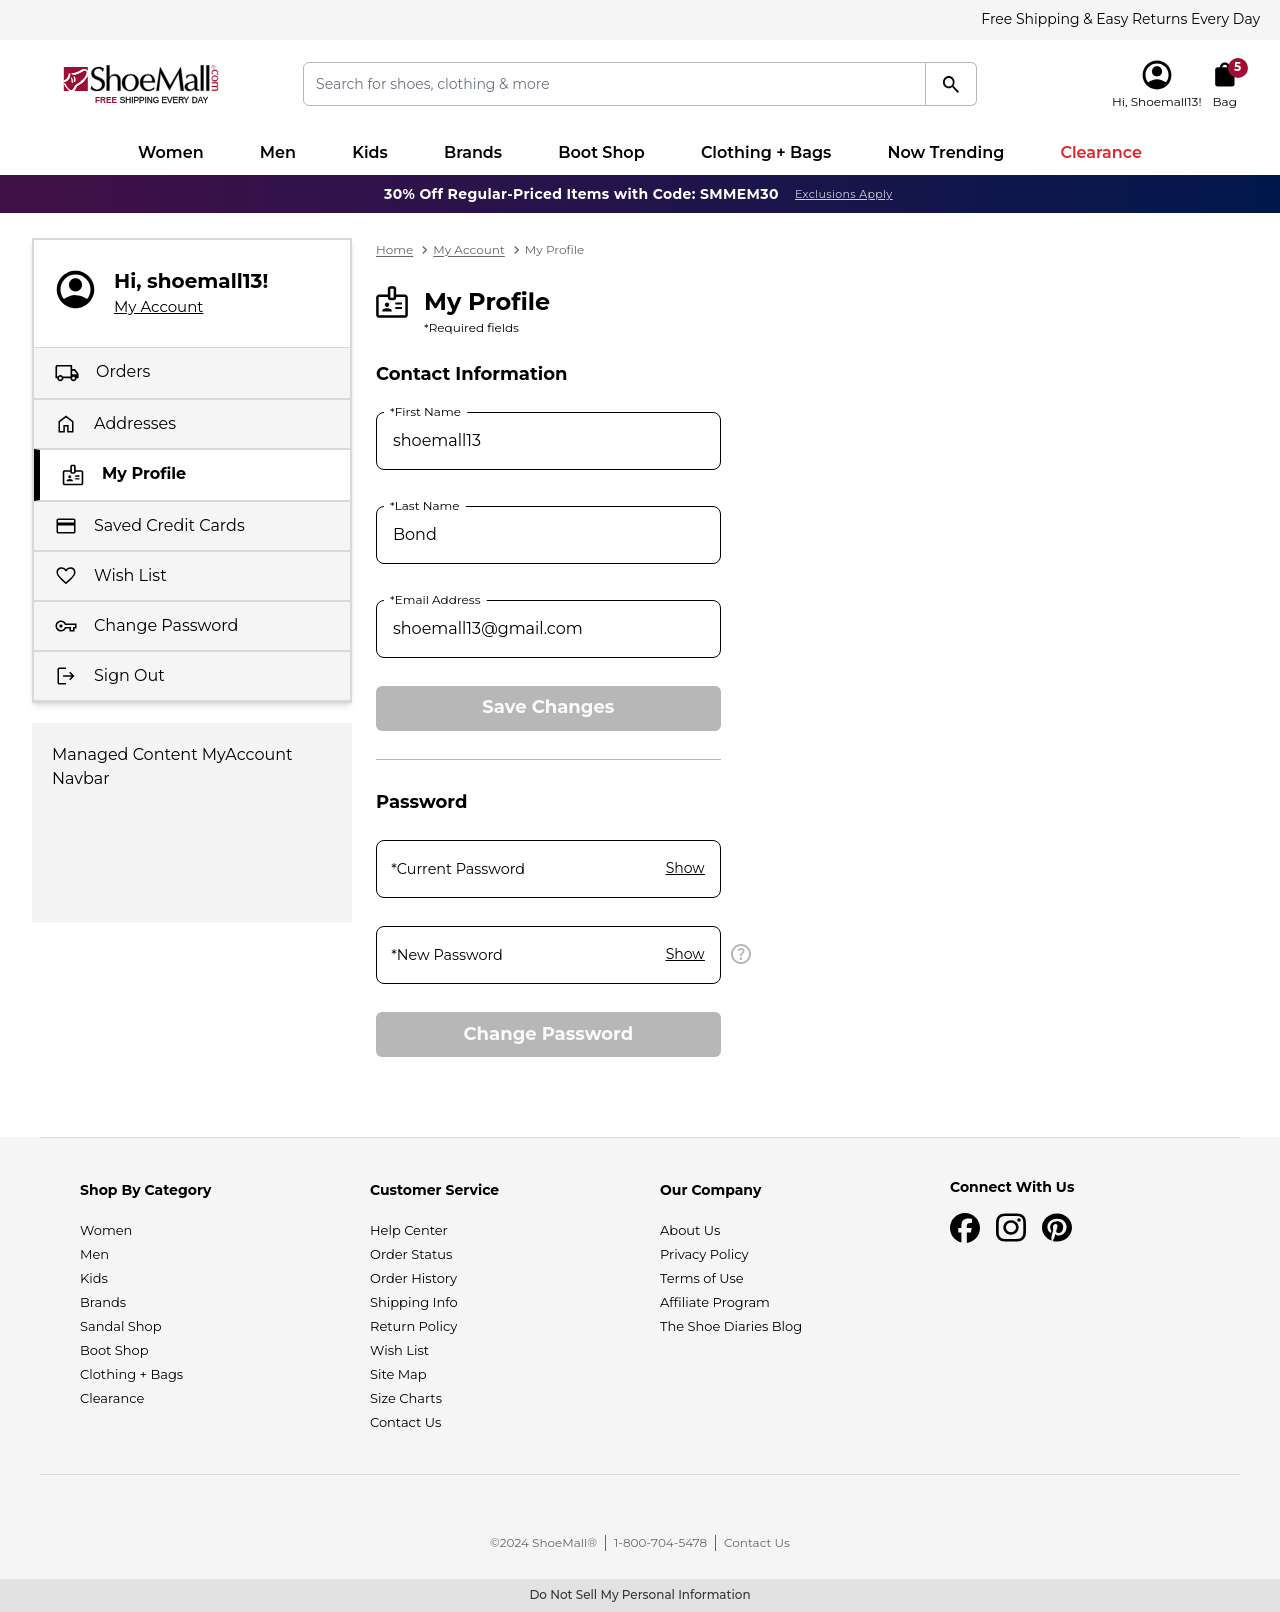 Free Shipping & Easy Returns Every Day
ShoeMall.com
FREE SHIPPING EVERY DAY
Search for shoes, clothing & more
Hi, Shoemall13!
5
Bag
Women Men Kids Brands Boot Shop Clothing + Bags Now Trending Clearance
30% Off Regular-Priced Items with Code: SMMEM30 Exclusions Apply
Hi, shoemall13!
My Account
Orders
Addresses
My Profile
Saved Credit Cards
Wish List
Change Password
Sign Out
Managed Content MyAccount
Navbar
Home > My Account > My Profile
My Profile
*Required fields
Contact Information
*First Name
shoemall13
*Last Name
Bond
*Email Address
shoemall13@gmail.com
Save Changes
Password
*Current Password Show
*New Password Show
?
Change Password
Shop By Category
Women
Men
Kids
Brands
Sandal Shop
Boot Shop
Clothing + Bags
Clearance
Customer Service
Help Center
Order Status
Order History
Shipping Info
Return Policy
Wish List
Site Map
Size Charts
Contact Us
Our Company
About Us
Privacy Policy
Terms of Use
Affiliate Program
The Shoe Diaries Blog
Connect With Us
©2024 ShoeMall® | 1-800-704-5478 | Contact Us
Do Not Sell My Personal Information